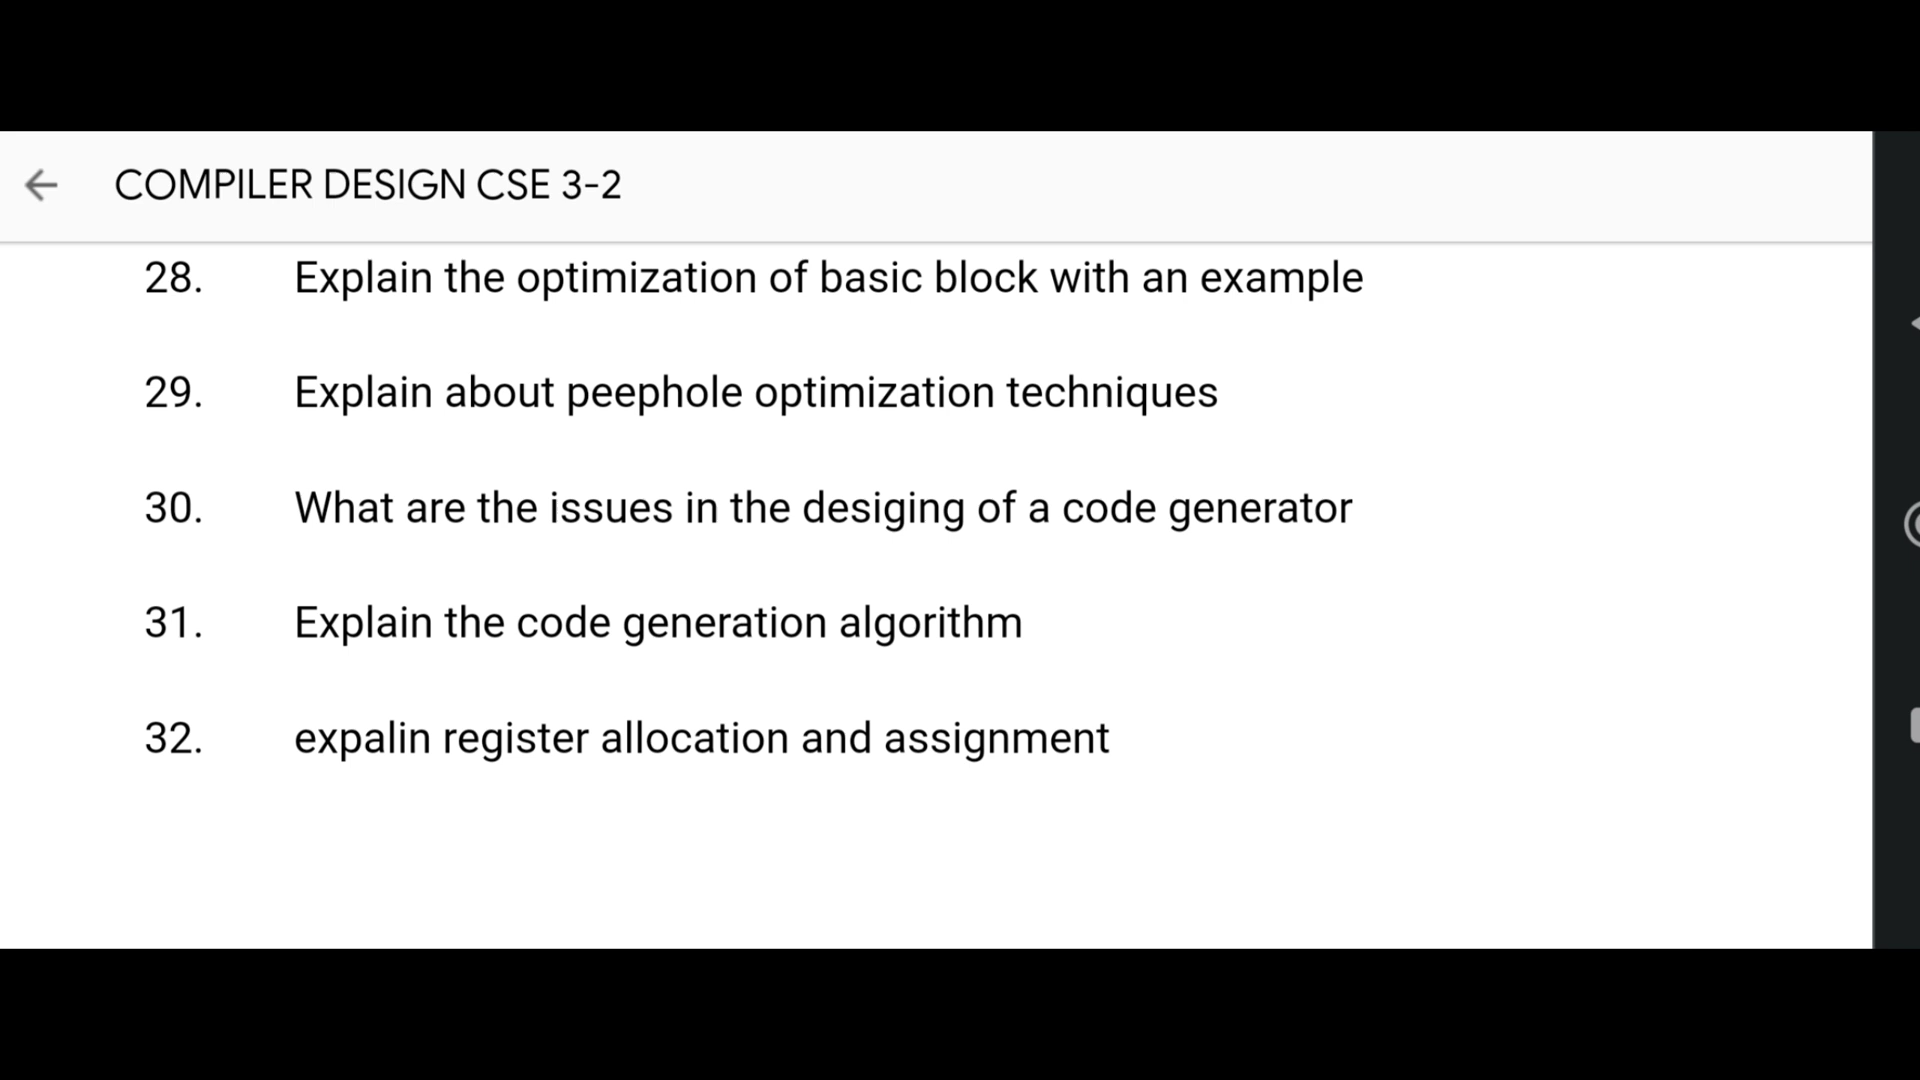 COMPILER DESIGN CSE 3-2
28. Explain the optimization of basic block with an example
29. Explain about peephole optimization techniques
30. What are the issues in the desiging of a code generator
31. Explain the code generation algorithm
32. expalin register allocation and assignment